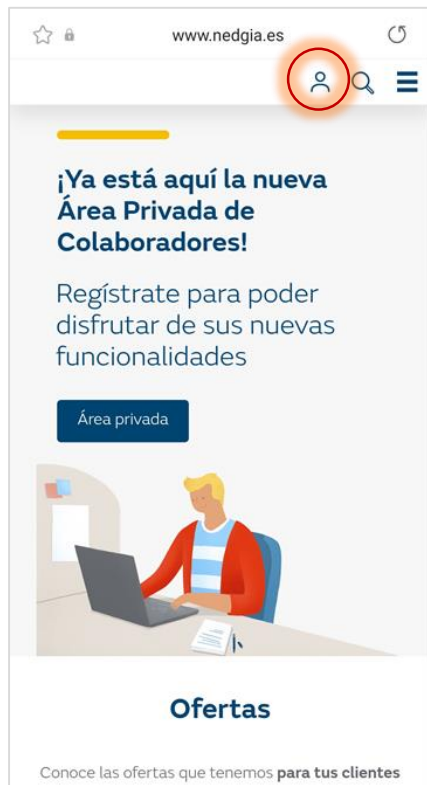 www.nedgia.es
¡Ya está aquí la nueva
Área Privada de
Colaboradores!
Regístrate para poder
disfrutar de sus nuevas
funcionalidades
Área privada
Ofertas
Conoce las ofertas que tenemos para tus clientes